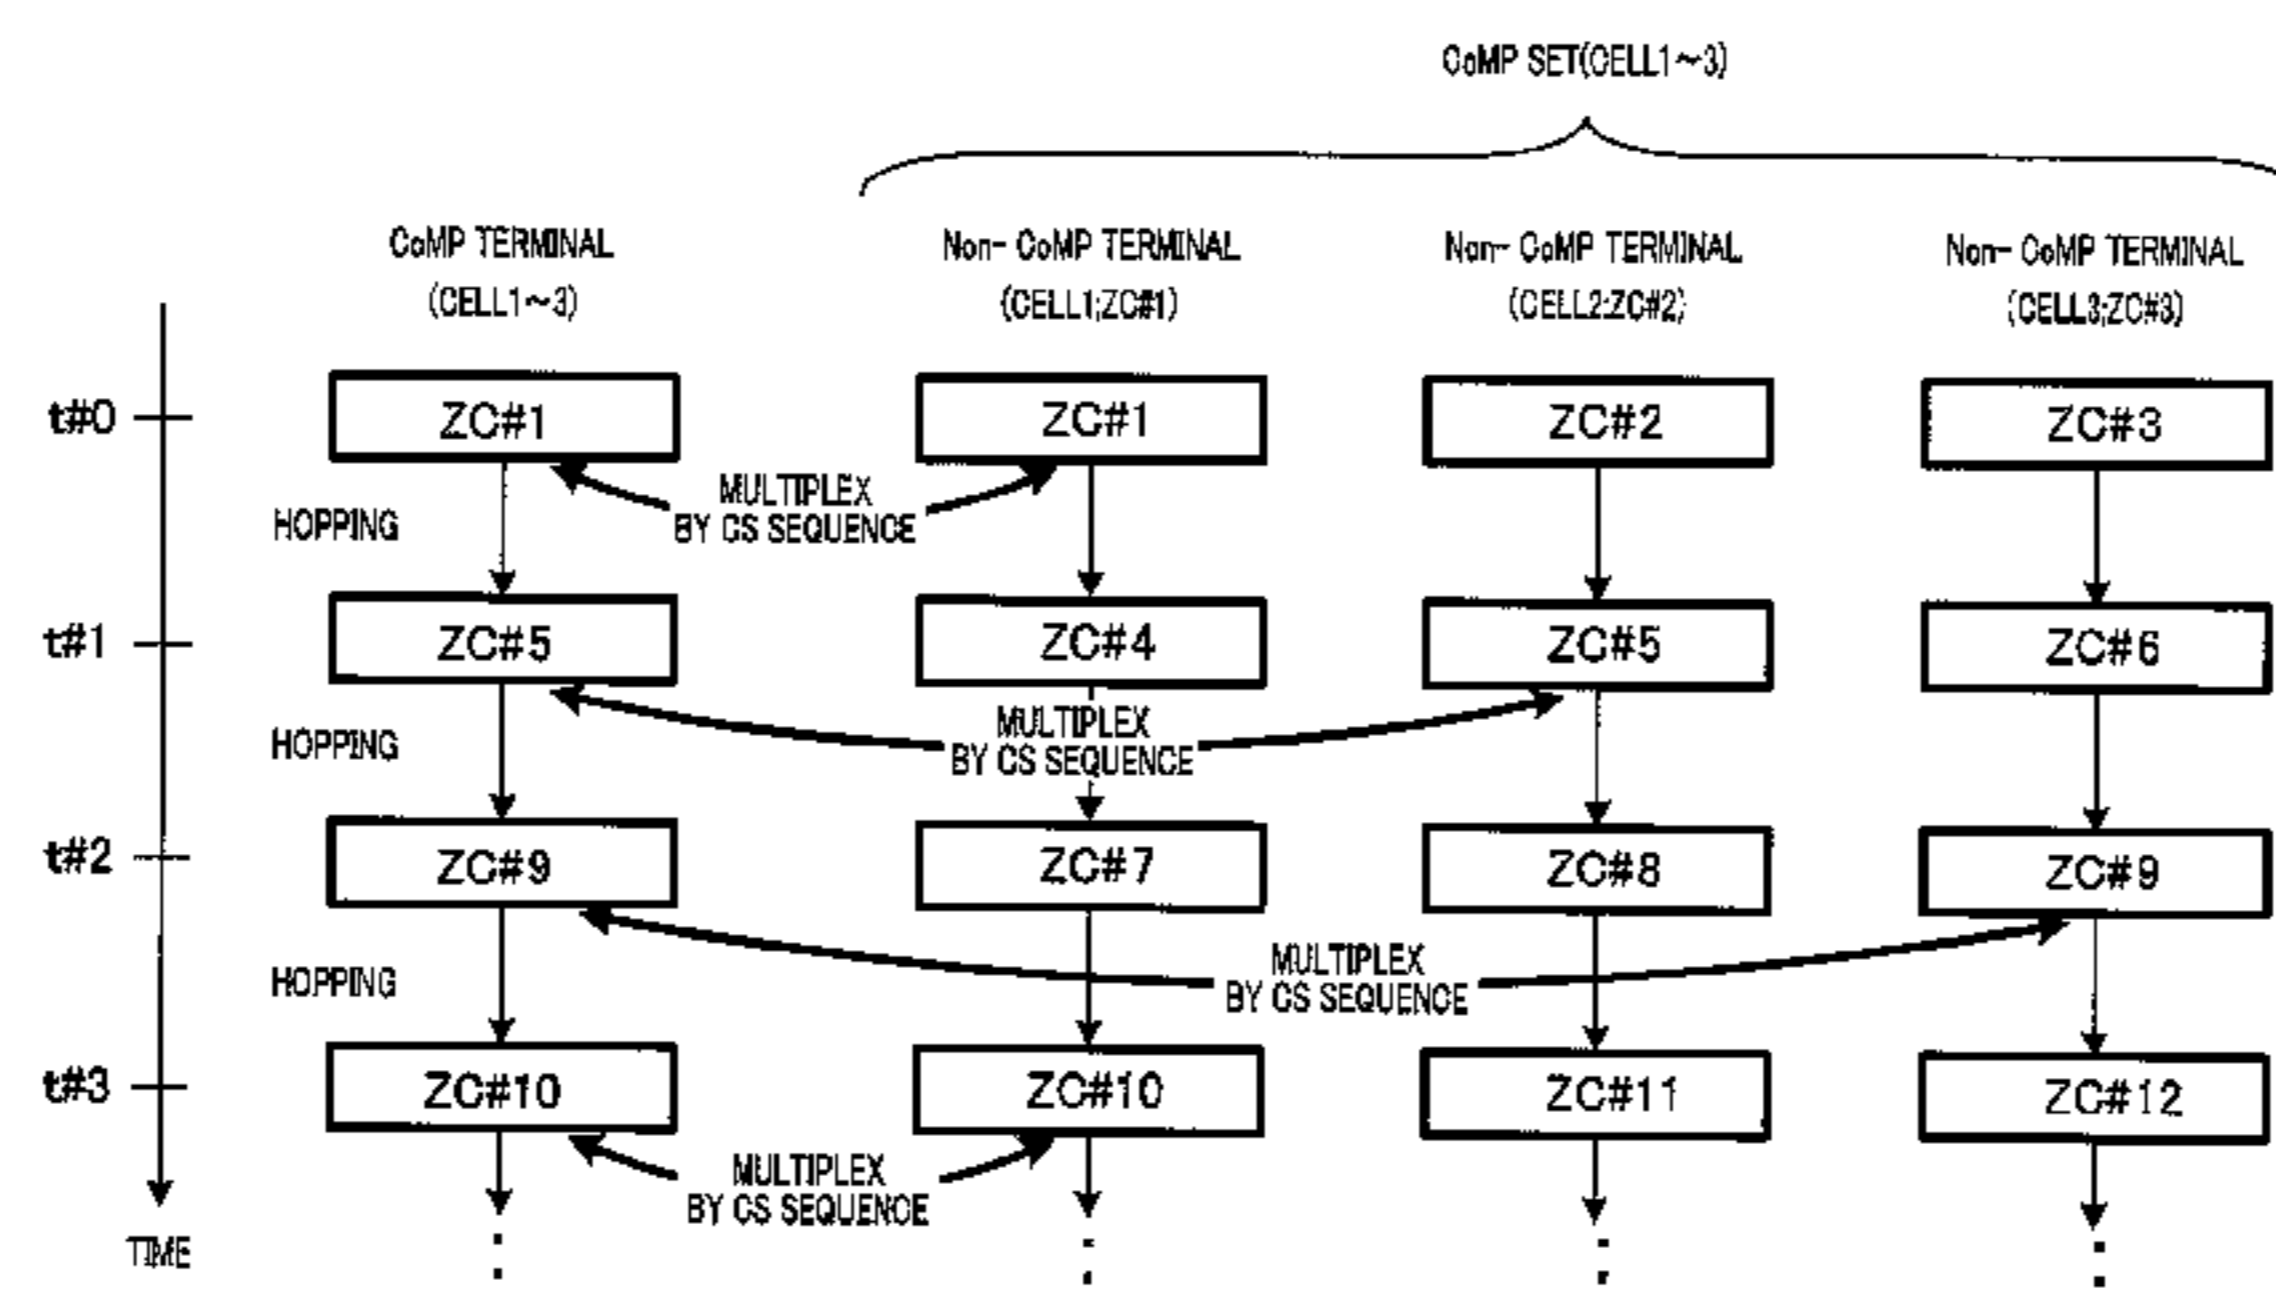 CoMP SET(CELL1~3)
CoMP TERMINAL
(CELL1~3)
Non- CoMP TERMINAL
(CELL1;ZC#1)
Non- CoMP TERMINAL
(CELL2;ZC#2)
Non- CoMP TERMINAL
(CELL3;ZC#3)
t#0
ZC#1
ZC#1
ZC#2
ZC#3
HOPPING
MULTIPLEX
BY CS SEQUENCE
t#1
ZC#5
ZC#4
ZC#5
ZC#6
HOPPING
MULTIPLEX
BY CS SEQUENCE
t#2
ZC#9
ZC#7
ZC#8
ZC#9
HOPPING
MULTIPLEX
BY CS SEQUENCE
t#3
ZC#10
ZC#10
ZC#11
ZC#12
MULTIPLEX
BY CS SEQUENCE
TIME